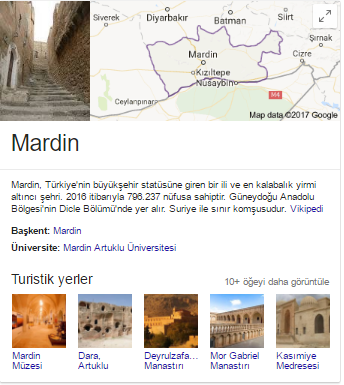 Siverek
Diyarbakır
Batman
Siirt
Şırnak
Mardin
Cizre
Kızıltepe
Nusaybin
Ceylanpınar
M4
Map data ©2017 Google
Mardin
Mardin, Türkiye'nin büyükşehir statüsüne giren bir ili ve en kalabalık yirmi
altıncı şehri. 2016 itibarıyla 796.237 nüfusa sahiptir. Güneydoğu Anadolu
Bölgesi'nin Dicle Bölümü'nde yer alır. Suriye ile sınır komşusudur. Vikipedi
Başkent: Mardin
Üniversite: Mardin Artuklu Üniversitesi
Turistik yerler
10+ öğeyi daha görüntüle
Mardin
Müzesi
Dara,
Artuklu
Deyrulzafa...
Manastırı
Mor Gabriel
Manastırı
Kasımiye
Medresesi